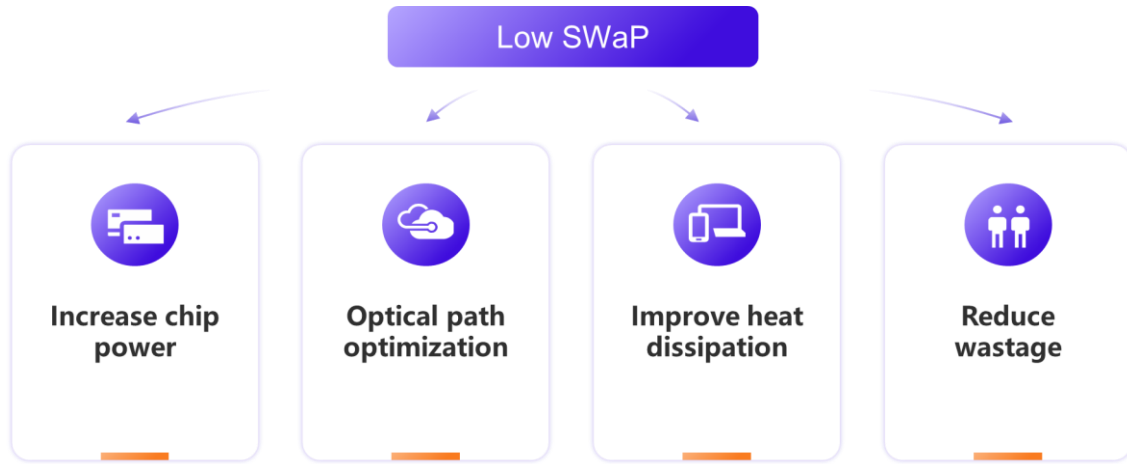 Low SWaP
Increase chip
power
Optical path
optimization
Improve heat
dissipation
Reduce
wastage